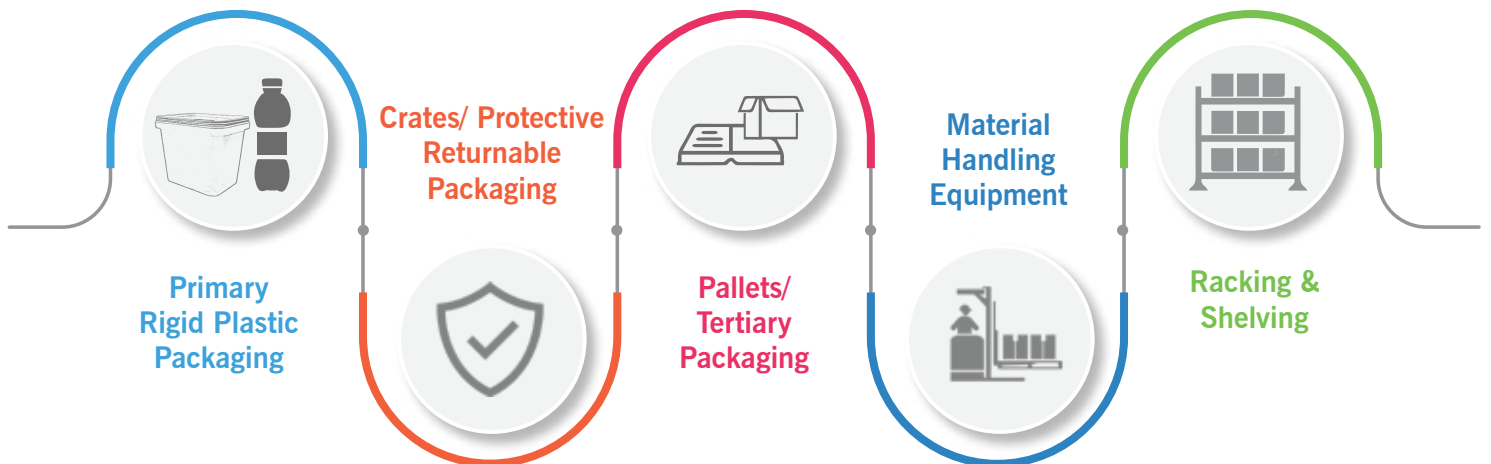 Primary
Rigid Plastic
Packaging
Crates/ Protective
Returnable
Packaging
Pallets/
Tertiary
Packaging
Material
Handling
Equipment
Racking &
Shelving